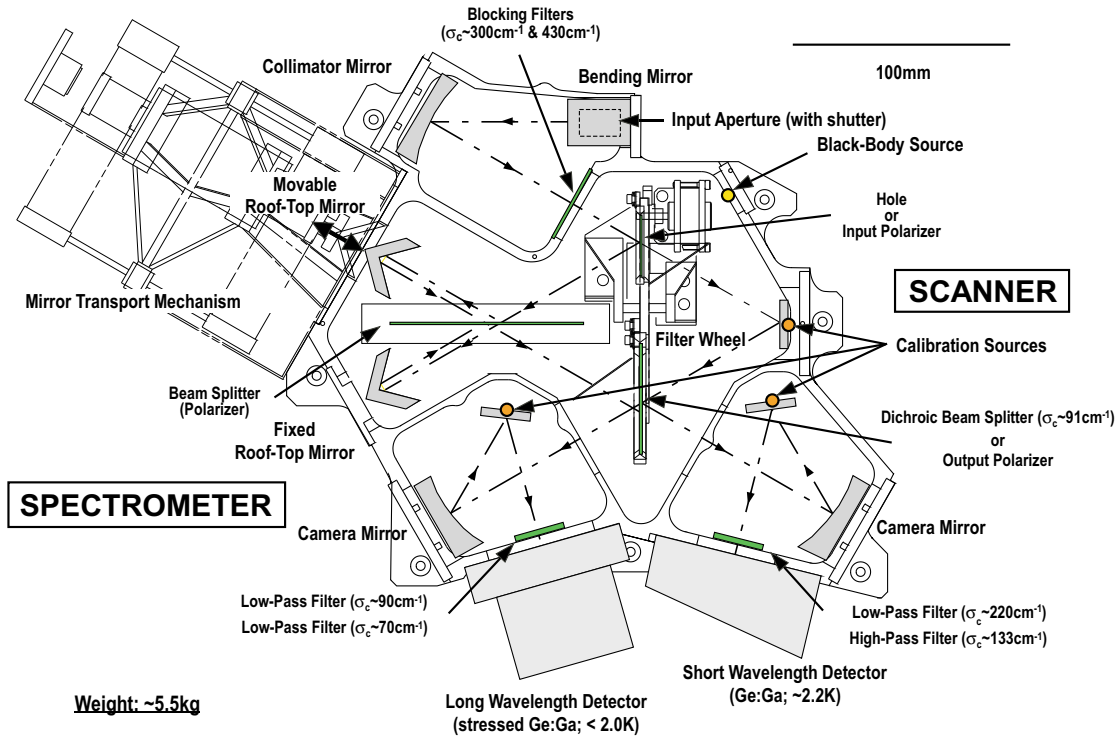 Blocking Filters
(σc~300cm-1 & 430cm-1)
Collimator Mirror
Bending Mirror
100mm
Input Aperture (with shutter)
Black-Body Source
Movable
Roof-Top Mirror
Hole
or
Input Polarizer
Mirror Transport Mechanism
SCANNER
Filter Wheel
Calibration Sources
Beam Splitter
(Polarizer)
Fixed
Roof-Top Mirror
Dichroic Beam Splitter (σc~91cm-1)
or
Output Polarizer
SPECTROMETER
Camera Mirror
Camera Mirror
Low-Pass Filter (σc~90cm-1)
Low-Pass Filter (σc~70cm-1)
Low-Pass Filter (σc~220cm-1)
High-Pass Filter (σc~133cm-1)
Short Wavelength Detector
(Ge:Ga; ~2.2K)
Weight: ~5.5kg
Long Wavelength Detector
(stressed Ge:Ga; < 2.0K)